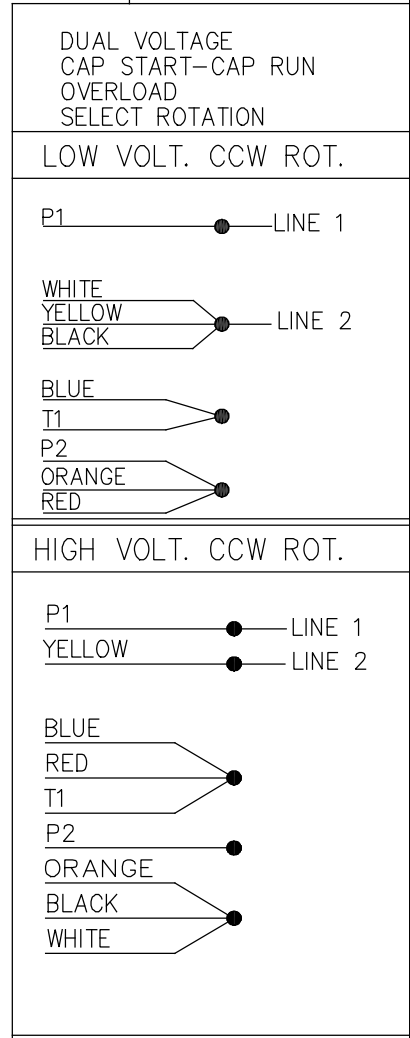 DUAL VOLTAGE
CAP START-CAP RUN
OVERLOAD
SELECT ROTATION
LOW VOLT. CCW ROT.
P1 LINE 1
WHITE
YELLOW LINE 2
BLACK
BLUE
T1
P2
ORANGE
RED
HIGH VOLT. CCW ROT.
P1 LINE 1
YELLOW LINE 2
BLUE
RED
T1
P2
ORANGE
BLACK
WHITE